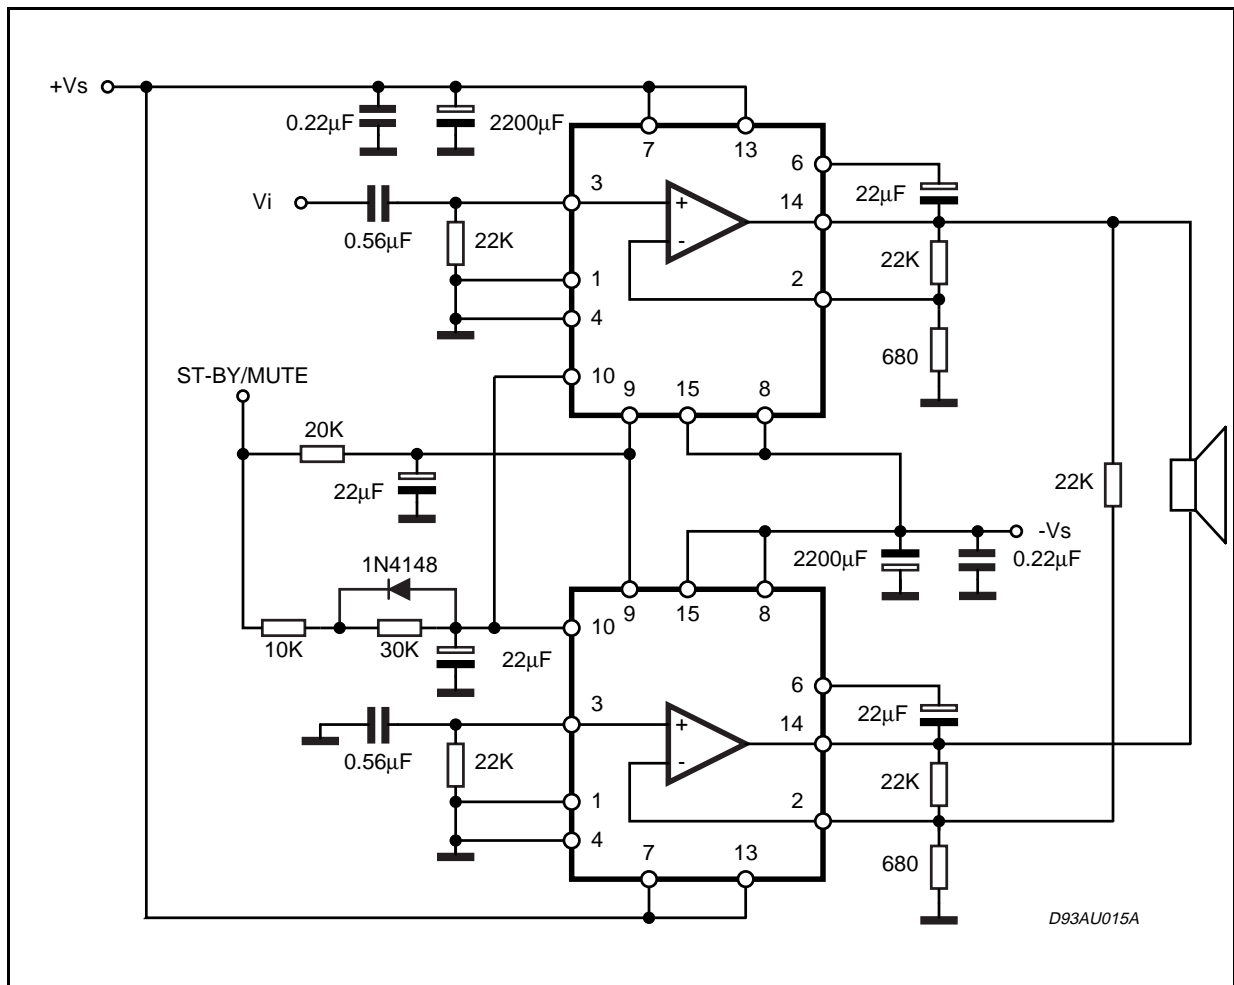 +Vs
0.22µF
2200µF
7
13
6
3
Vi
+
22µF
14
-
0.56µF
22K
22K
1
2
4
680
ST-BY/MUTE
10
9
15
8
20K
22µF
22K
-Vs
1N4148
2200µF
0.22µF
9
15
8
10
10K
30K
22µF
6
3
+
22µF
14
-
0.56µF
22K
22K
1
2
4
7
13
680
D93AU015A